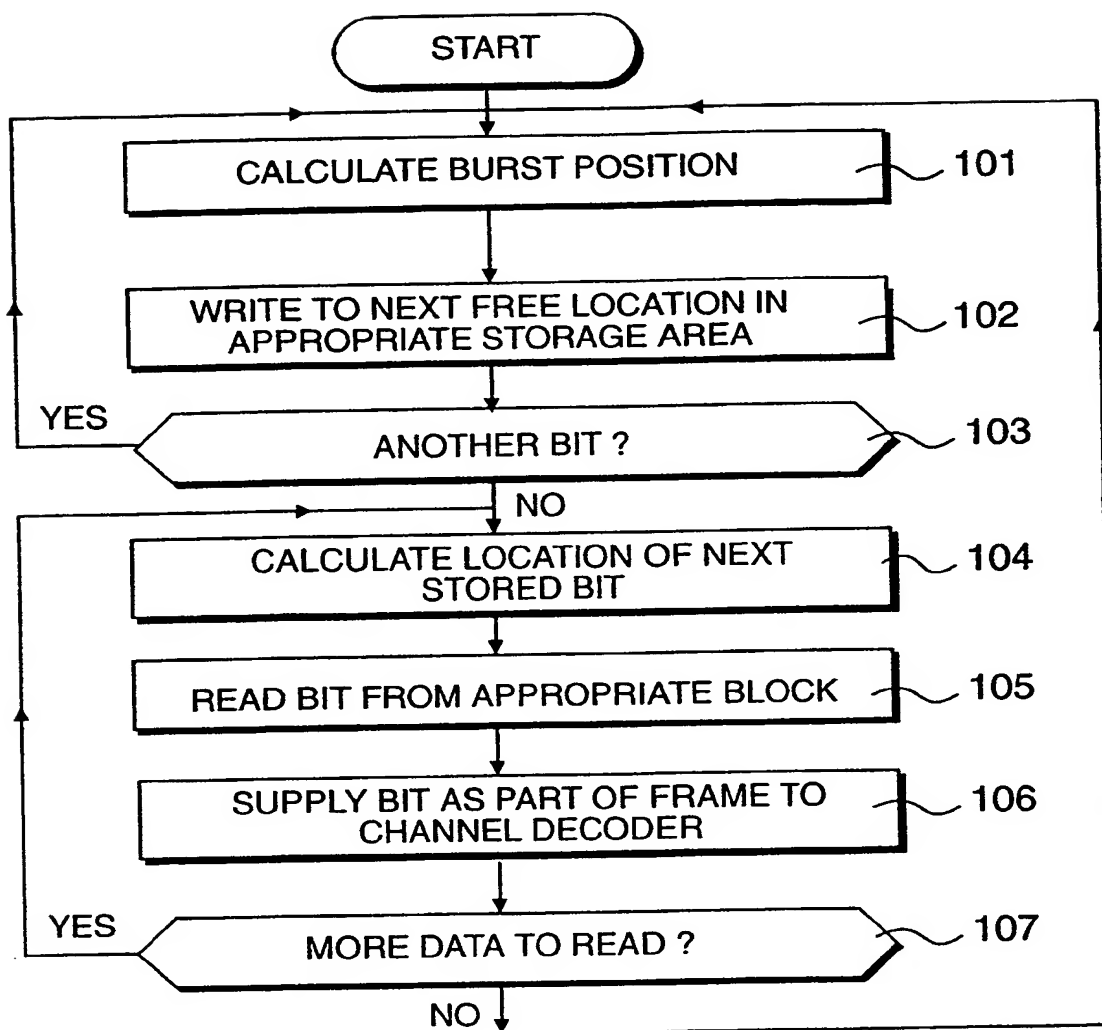 START
CALCULATE BURST POSITION
101
WRITE TO NEXT FREE LOCATION IN
APPROPRIATE STORAGE AREA
102
YES
ANOTHER BIT ?
103
NO
CALCULATE LOCATION OF NEXT
STORED BIT
104
READ BIT FROM APPROPRIATE BLOCK
105
SUPPLY BIT AS PART OF FRAME TO
CHANNEL DECODER
106
YES
MORE DATA TO READ ?
107
NO